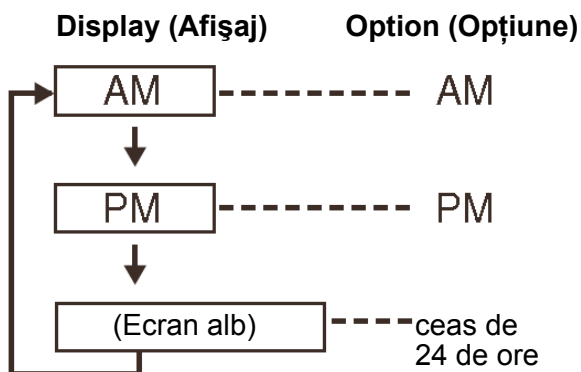 Display (Afişaj) Option (Opţiune)
AM AM
PM PM
(Ecran alb) ceas de
24 de ore